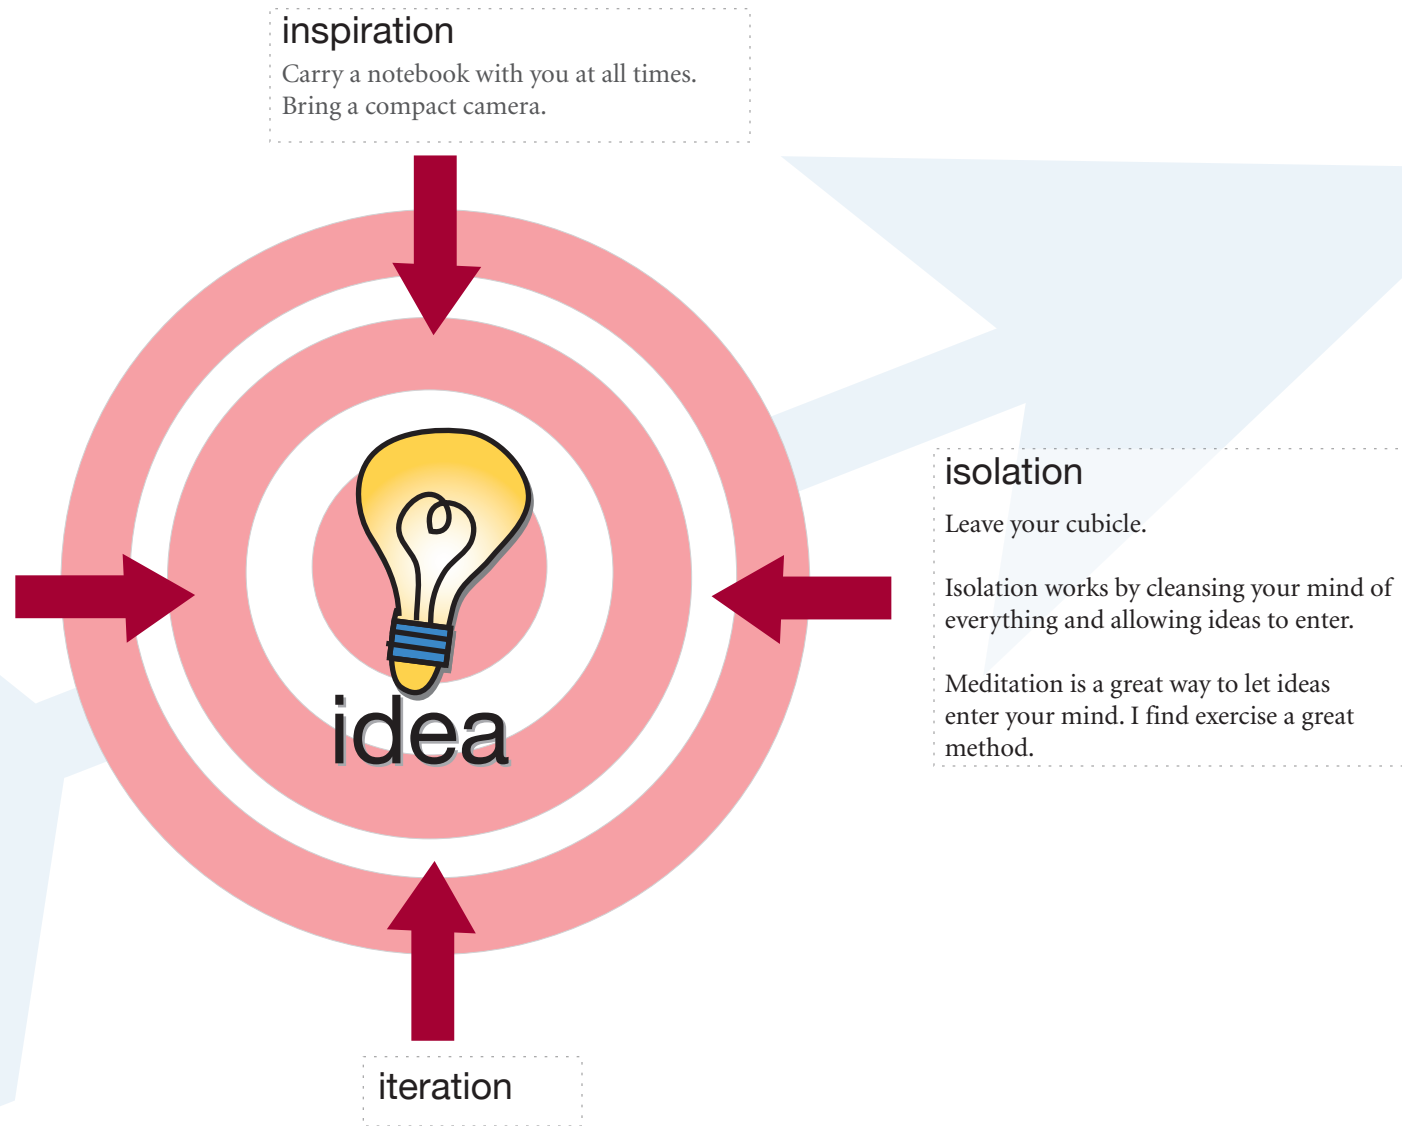 inspiration
Carry a notebook with you at all times.
Bring a compact camera.
isolation
Leave your cubicle.
Isolation works by cleansing your mind of
everything and allowing ideas to enter.
Meditation is a great way to let ideas
enter your mind. I find exercise a great
method.
idea
iteration